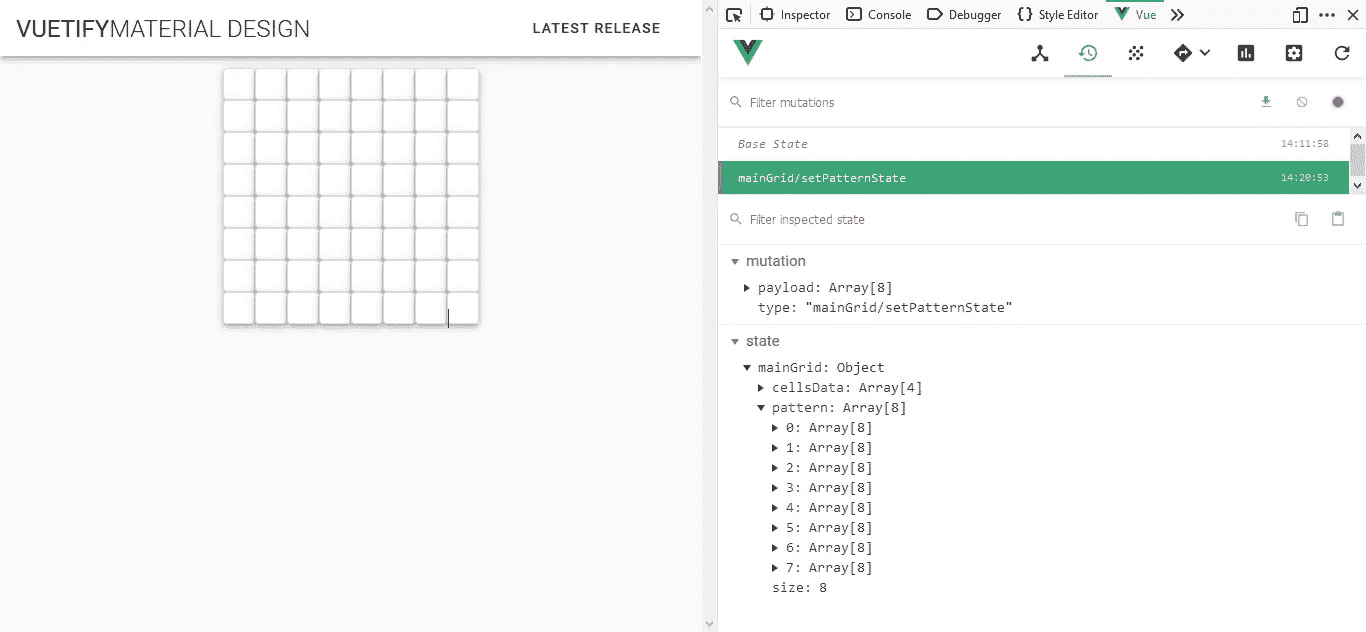 VUETIFYMATERIAL DESIGN
LATEST RELEASE
Inspector
Console
Debugger
Style Editor
Vue
Filter mutations
Base State 14:11:58
mainGrid/setPatternState 14:20:53
Filter inspected state
mutation
payload: Array[8]
type: "mainGrid/setPatternState"
state
mainGrid: Object
cellsData: Array[4]
pattern: Array[8]
0: Array[8]
1: Array[8]
2: Array[8]
3: Array[8]
4: Array[8]
5: Array[8]
6: Array[8]
7: Array[8]
size: 8